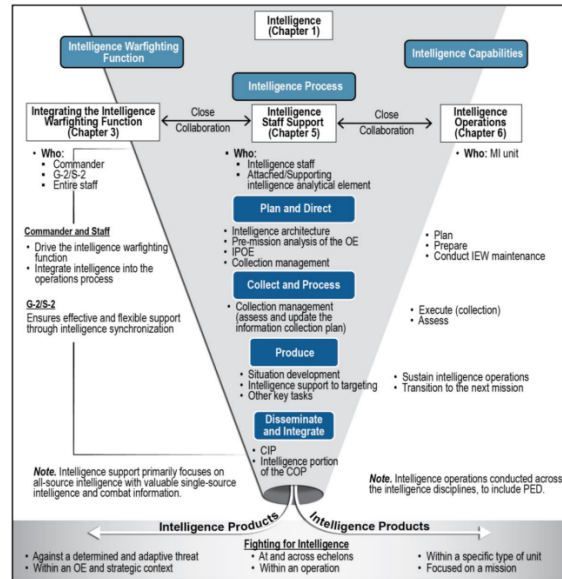 Intelligence
(Chapter 1)
Intelligence Warfighting
Function
Intelligence Capabilities
Intelligence Process
Integrating the Intelligence
Warfighting Function
(Chapter 3)
Close
Collaboration
Intelligence
Staff Support
(Chapter 5)
Close
Collaboration
Intelligence
Operations
(Chapter 6)
• Who:
▪ Commander
▪ G-2/S-2
▪ Entire staff
• Who:
▪ Intelligence staff
▪ Attached/Supporting
intelligence analytical element
• Who: MI unit
Commander and Staff
• Drive the intelligence warfighting
function
• Integrate intelligence into the
operations process
G-2/S-2
Ensures effective and flexible support
through intelligence synchronization
Plan and Direct
• Intelligence architecture
• Pre-mission analysis of the OE
• IPOE
• Collection management
• Plan
• Prepare
• Conduct IEW maintenance
Collect and Process
• Collection management
(assess and update the
information collection plan)
• Execute (collection)
• Assess
Produce
• Situation development
• Intelligence support to targeting
• Other key tasks
• Sustain intelligence operations
• Transition to the next mission
Disseminate
and Integrate
• CIP
• Intelligence portion
of the COP
Note. Intelligence support primarily focuses on
all-source intelligence with valuable single-source
intelligence and combat information.
Note. Intelligence operations conducted across
the intelligence disciplines, to include PED.
Intelligence Products
Intelligence Products
Fighting for Intelligence
• Against a determined and adaptive threat
• Within an OE and strategic context
• At and across echelons
• Within an operation
• Within a specific type of unit
• Focused on a mission